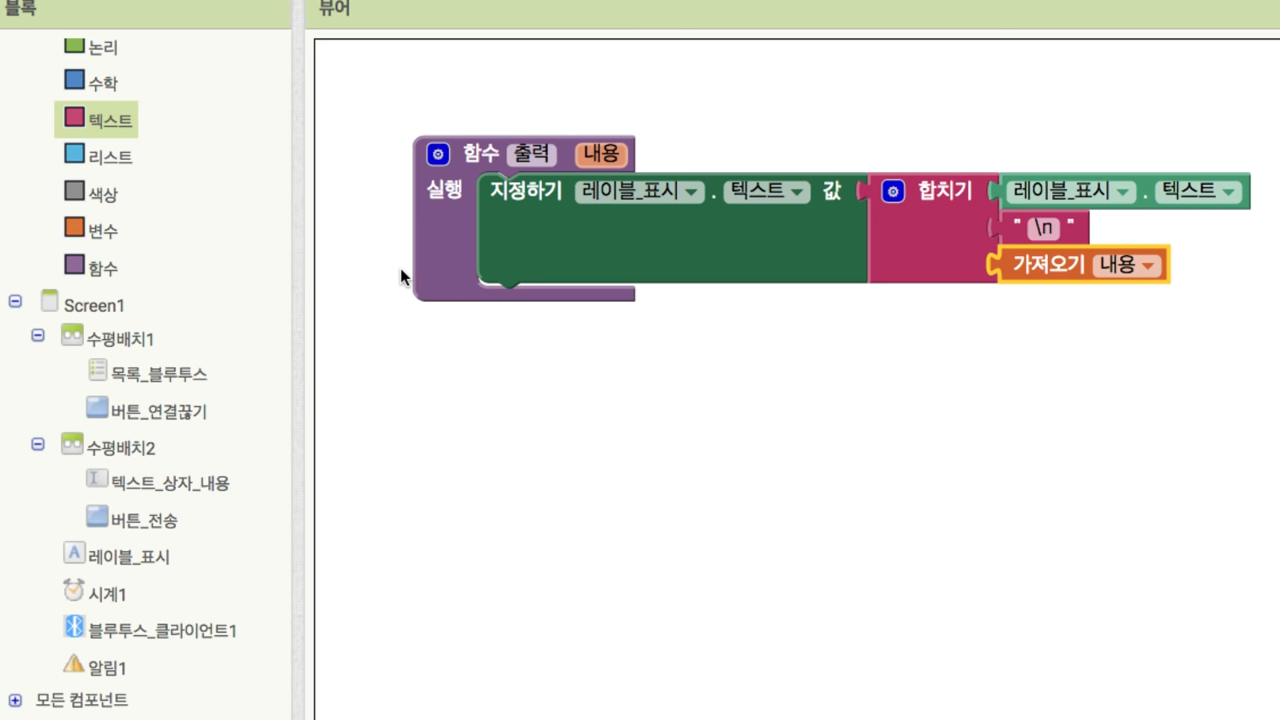 블록
뷰어
논리
수학
텍스트
리스트
색상
변수
함수
Screen1
수평배치1
목록_블루투스
버튼_연결끊기
수평배치2
텍스트_상자_내용
버튼_전송
레이블_표시
시계1
블루투스_클라이언트1
알림1
모든 컴포넌트
함수 출력 내용
실행 지정하기 레이블_표시 . 텍스트 값 합치기 레이블_표시 . 텍스트
" \n "
가져오기 내용